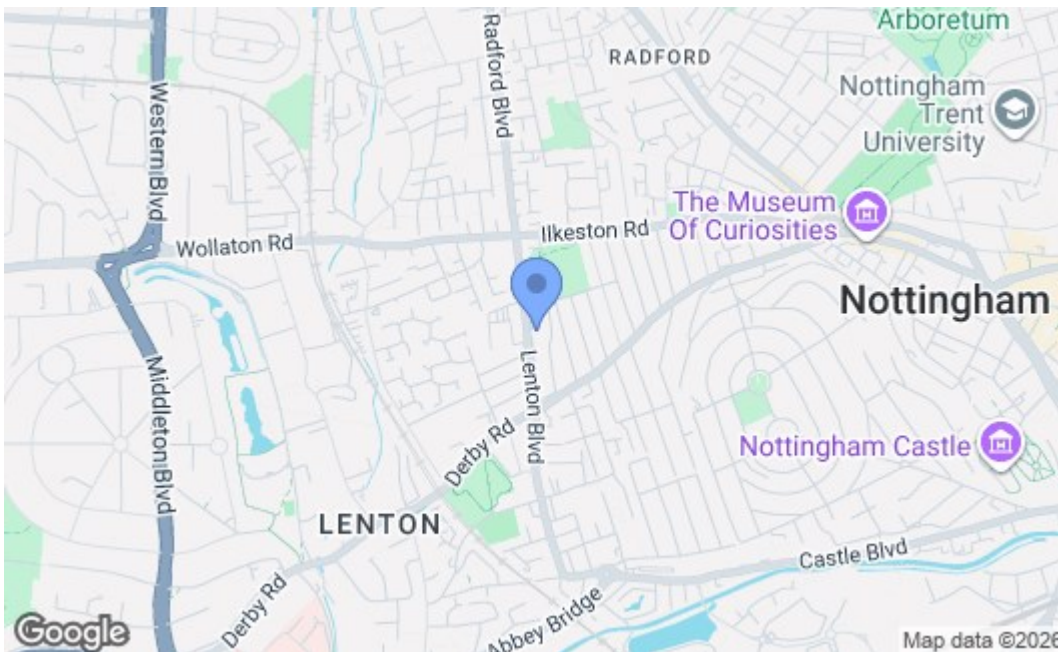 Arboretum
RADFORD
Radford Blvd
Nottingham
Trent
University
Western Blvd
The Museum
Of Curiosities
Ilkeston Rd
Wollaton Rd
Nottingham
Lenton Blvd
Middleton Blvd
Derby Rd
Nottingham Castle
LENTON
Castle Blvd
Derby Rd
Abbey Bridge
Google
Map data ©2026